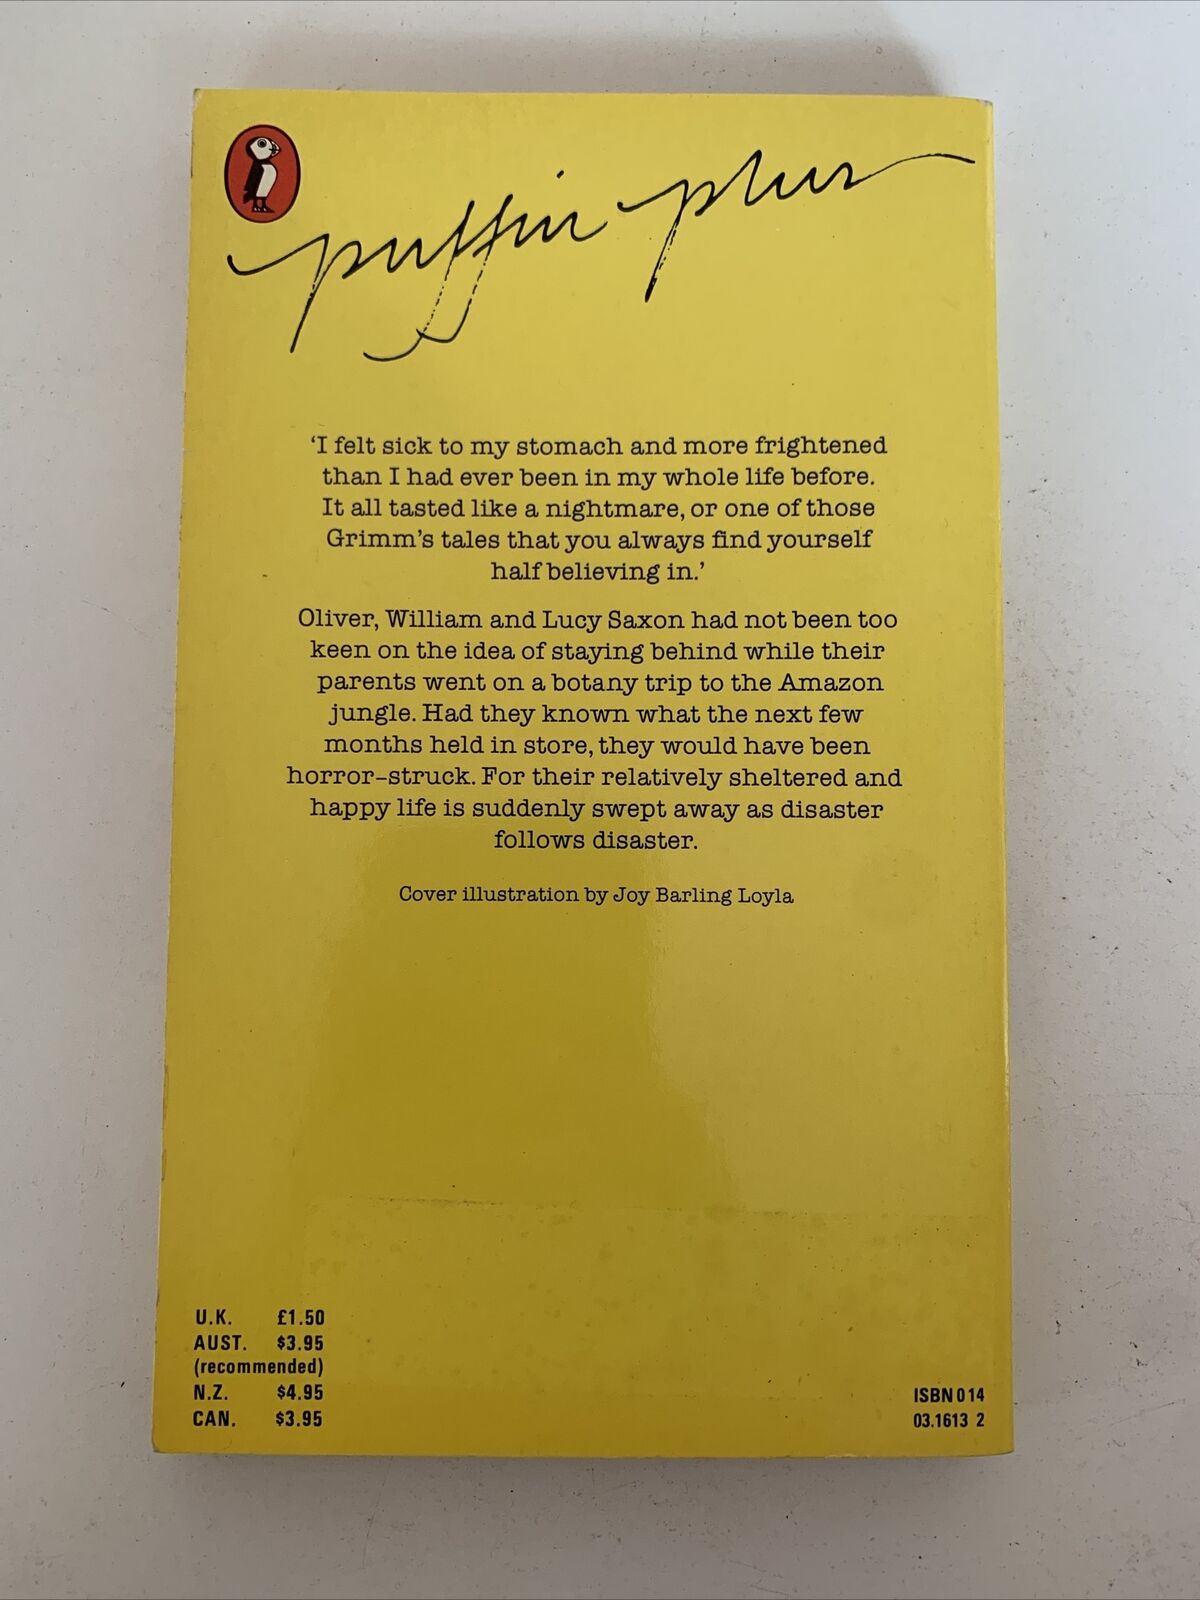 puffin plus
‘I felt sick to my stomach and more frightened
than I had ever been in my whole life before.
It all tasted like a nightmare, or one of those
Grimm’s tales that you always find yourself
half believing in.’
Oliver, William and Lucy Saxon had not been too
keen on the idea of staying behind while their
parents went on a botany trip to the Amazon
jungle. Had they known what the next few
months held in store, they would have been
horror-struck. For their relatively sheltered and
happy life is suddenly swept away as disaster
follows disaster.
Cover illustration by Joy Barling Loyla
U.K. £1.50
AUST. $3.95
(recommended)
N.Z. $4.95
CAN. $3.95
ISBN 0 14
03.1613 2